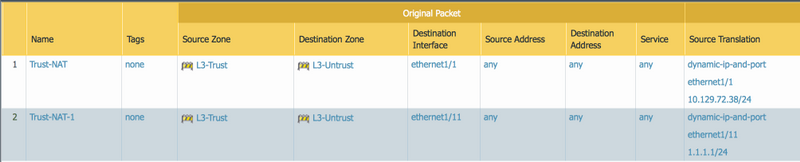 Original Packet
Name Tags Source Zone Destination Zone Destination Interface Source Address Destination Address Service Source Translation
1 Trust-NAT none L3-Trust L3-Untrust ethernet1/1 any any any dynamic-ip-and-port
ethernet1/1
10.129.72.38/24
2 Trust-NAT-1 none L3-Trust L3-Untrust ethernet1/11 any any any dynamic-ip-and-port
ethernet1/11
1.1.1.1/24